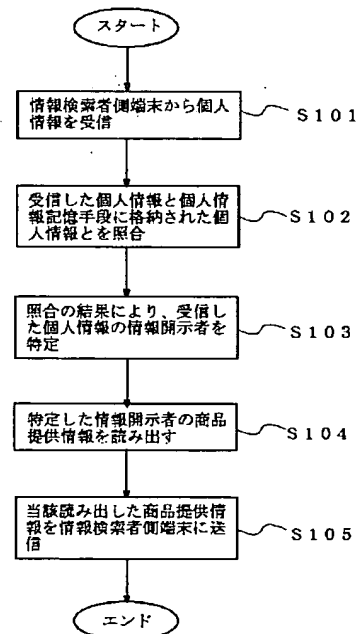 スタート
情報検索者側端末から個人
情報を受信
S101
受信した個人情報と個人情
報記憶手段に格納された個
人情報とを照合
S102
照合の結果により、受信し
た個人情報の情報開示者を
特定
S103
特定した情報開示者の商品
提供情報を読み出す
S104
当該読み出した商品提供情
報を情報検索者側端末に送
信
S105
エンド